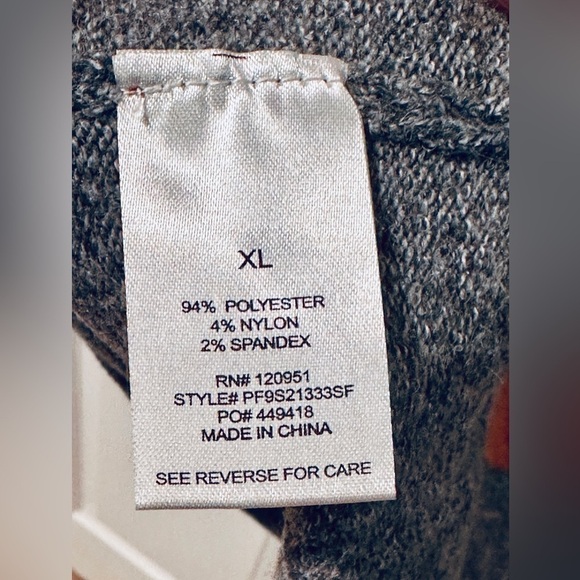 XL
94% POLYESTER
4% NYLON
2% SPANDEX
RN# 120951
STYLE# PF9S21333SF
PO# 449418
MADE IN CHINA
SEE REVERSE FOR CARE